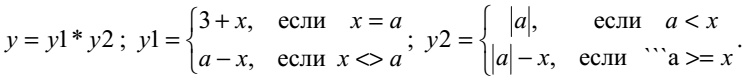 y = y1 * y2 ; y1 = { 3 + x, если x = a ; a − x, если x <> a ; y2 = { |a|, если a < x ; |a| − x, если ```a >= x .